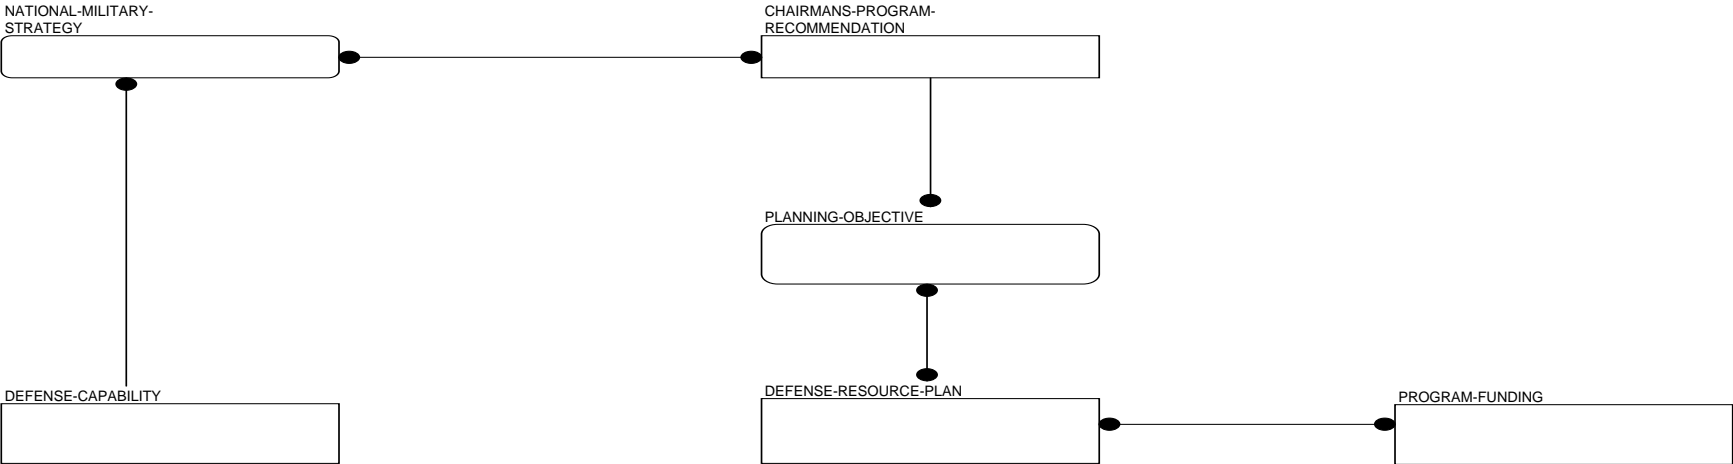 NATIONAL-MILITARY-
STRATEGY
CHAIRMANS-PROGRAM-
RECOMMENDATION
PLANNING-OBJECTIVE
DEFENSE-CAPABILITY
DEFENSE-RESOURCE-PLAN
PROGRAM-FUNDING